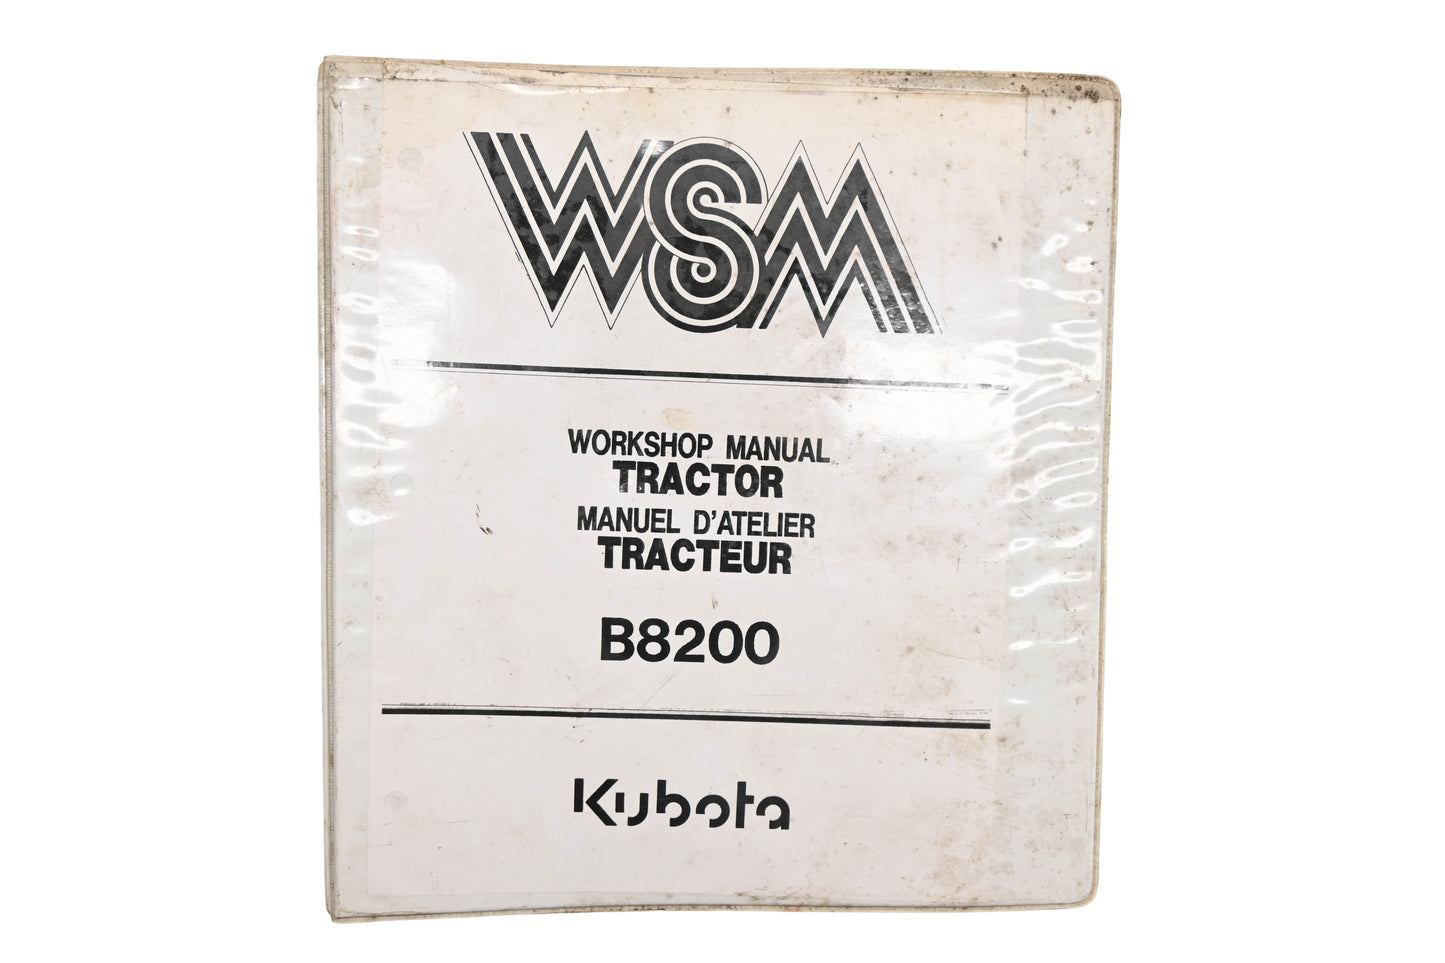 WSM
WORKSHOP MANUAL
TRACTOR
MANUEL D'ATELIER
TRACTEUR
B8200
Kubota